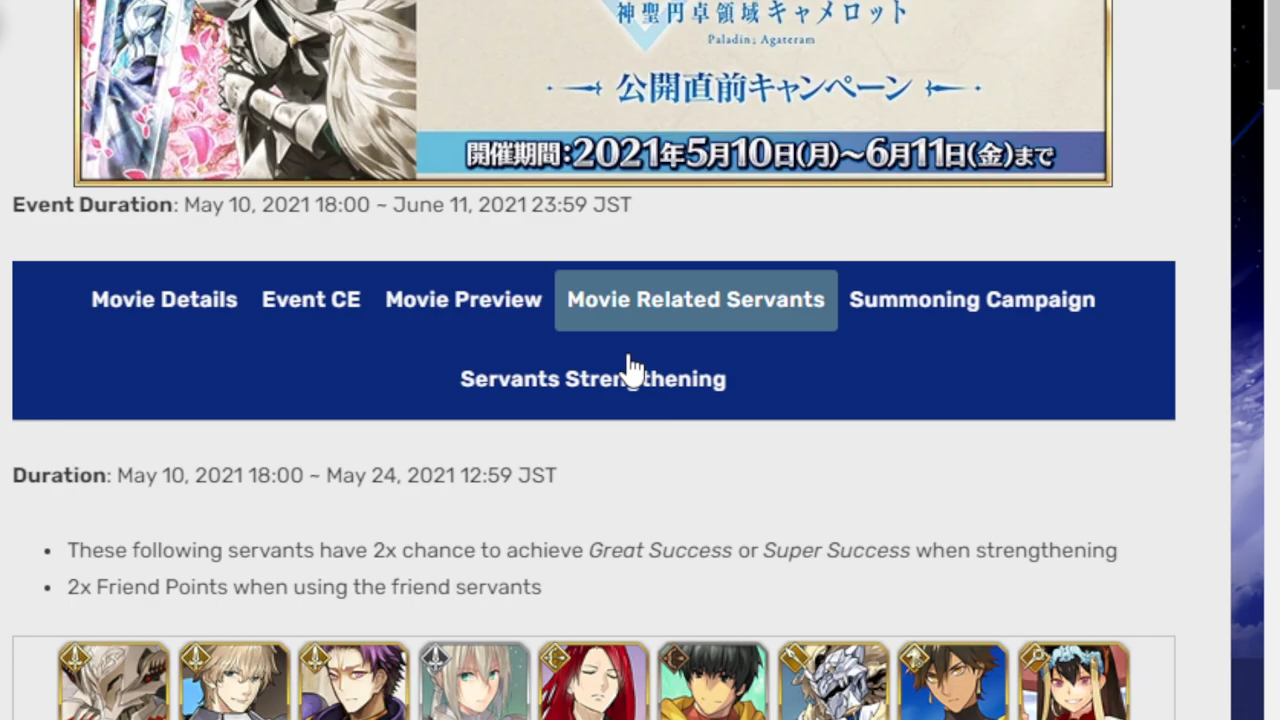 神聖円卓領域キャメロット
Paladin; Agateram
公開直前キャンペーン
開催期間:2021年5月10日(月)～6月11日(金)まで
Event Duration: May 10, 2021 18:00 ~ June 11, 2021 23:59 JST
Movie Details Event CE Movie Preview Movie Related Servants Summoning Campaign
Servants Strengthening
Duration: May 10, 2021 18:00 ~ May 24, 2021 12:59 JST
• These following servants have 2x chance to achieve Great Success or Super Success when strengthening
• 2x Friend Points when using the friend servants